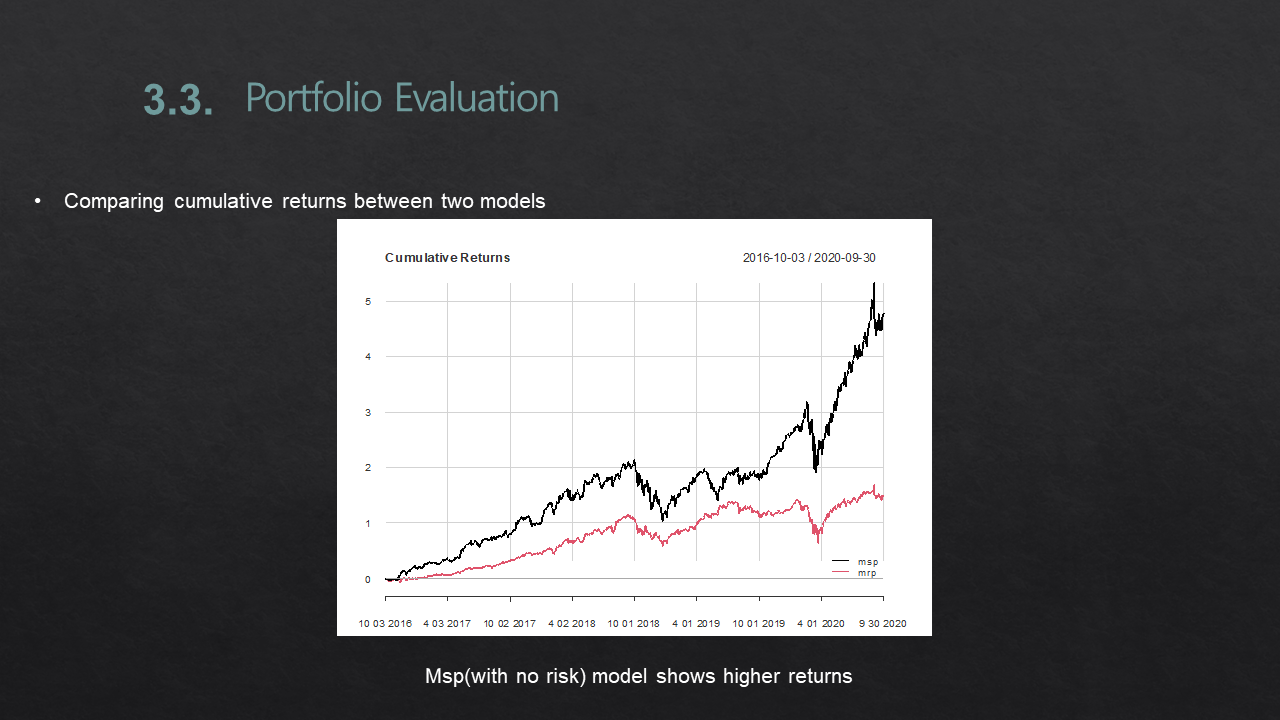 3.3. Portfolio Evaluation
• Comparing cumulative returns between two models
Cumulative Returns 2016-10-03 / 2020-09-30
5
4
3
2
1
0
msp
mrp
10 03 2016 4 03 2017 10 02 2017 4 02 2018 10 01 2018 4 01 2019 10 01 2019 4 01 2020 9 30 2020
Msp(with no risk) model shows higher returns